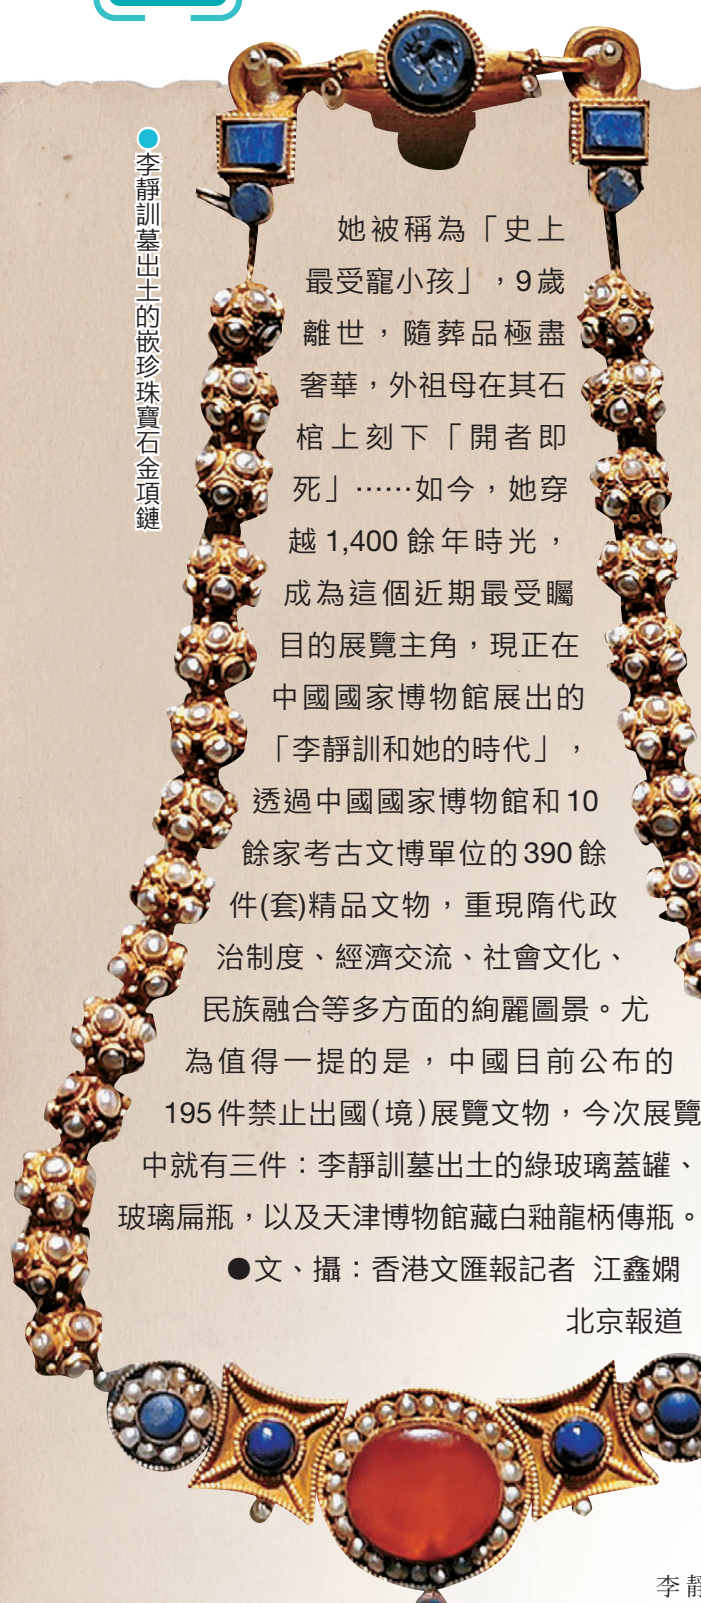 ●李靜訓墓出土的嵌珍珠寶石金項鏈
她被稱為「史上
最受寵小孩」，9歲
離世，隨葬品極盡
奢華，外祖母在其石
棺上刻下「開者即
死」……如今，她穿
越1,400餘年時光，
成為這個近期最受矚
目的展覽主角，現正在
中國國家博物館展出的
「李靜訓和她的時代」，
透過中國國家博物館和10
餘家考古文博單位的390餘
件(套)精品文物，重現隋代政
治制度、經濟交流、社會文化、
民族融合等多方面的絢麗圖景。尤
為值得一提的是，中國目前公布的
195件禁止出國(境)展覽文物，今次展覽
中就有三件：李靜訓墓出土的綠玻璃蓋罐、
玻璃扁瓶，以及天津博物館藏白釉龍柄傳瓶。
●文、攝：香港文匯報記者 江鑫嫻
北京報道
李靜